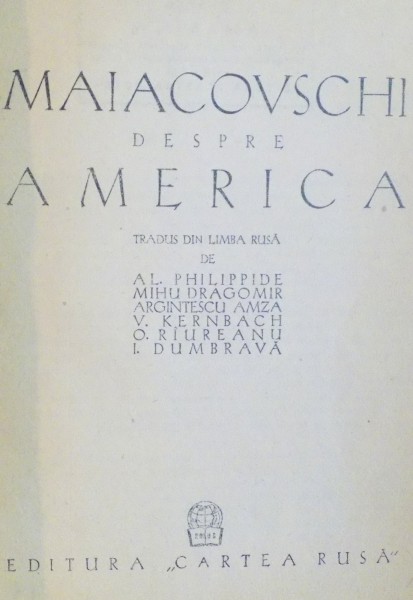 MAIACOVSCHI
DESPRE
AMERICA
TRADUS DIN LIMBA RUSĂ
DE
AL. PHILIPPIDE
MIHU DRAGOMIR
ARGINTESCU AMZA
V. KERNBACH
O. RÎUREANU
I. DUMBRAVĂ
EDITURA „CARTEA RUSĂ"